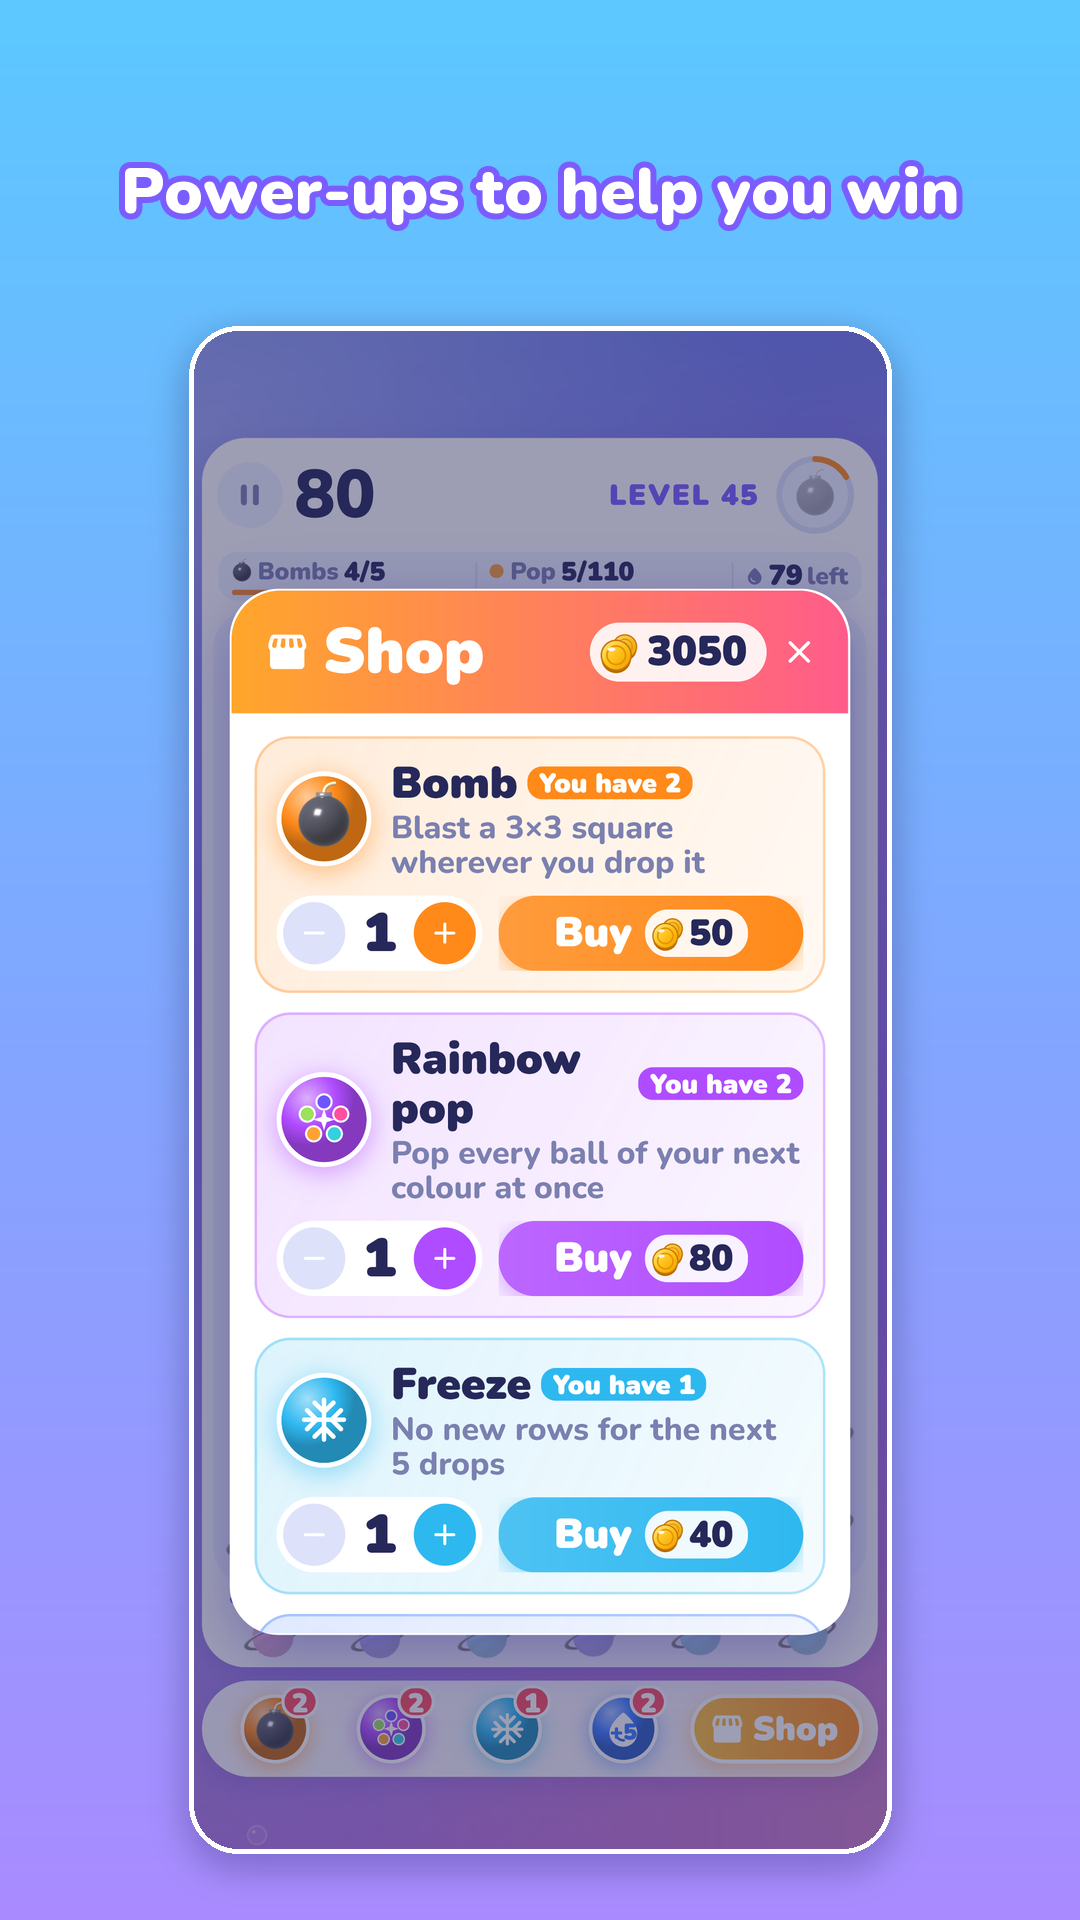 Power-ups to help you win
80
LEVEL 45
Bombs 4/5
Pop 5/110
79 left
Shop
3050
Bomb You have 2
Blast a 3×3 square
wherever you drop it
1
Buy 50
Rainbow
pop
You have 2
Pop every ball of your next
colour at once
1
Buy 80
Freeze You have 1
No new rows for the next
5 drops
1
Buy 40
2
2
1
2
+5
Shop